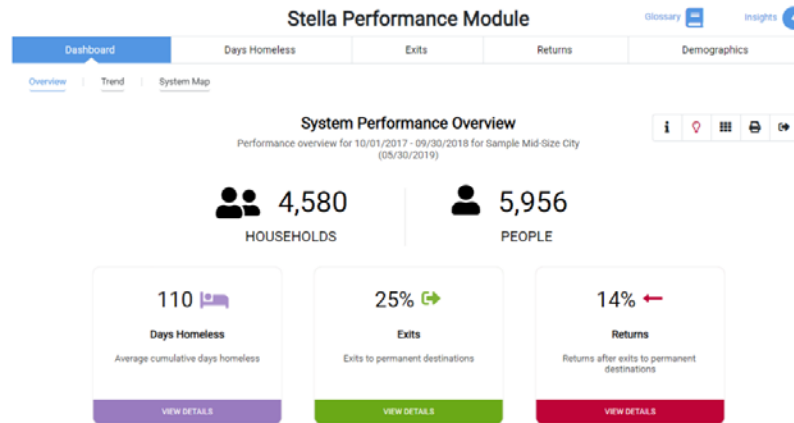 Stella Performance Module
Glossary
Insights
Dashboard
Days Homeless
Exits
Returns
Demographics
Overview
Trend
System Map
System Performance Overview
Performance overview for 10/01/2017 - 09/30/2018 for Sample Mid-Size City
(05/30/2019)
4,580
HOUSEHOLDS
5,956
PEOPLE
110
Days Homeless
Average cumulative days homeless
VIEW DETAILS
25%
Exits
Exits to permanent destinations
VIEW DETAILS
14%
Returns
Returns after exits to permanent
destinations
VIEW DETAILS